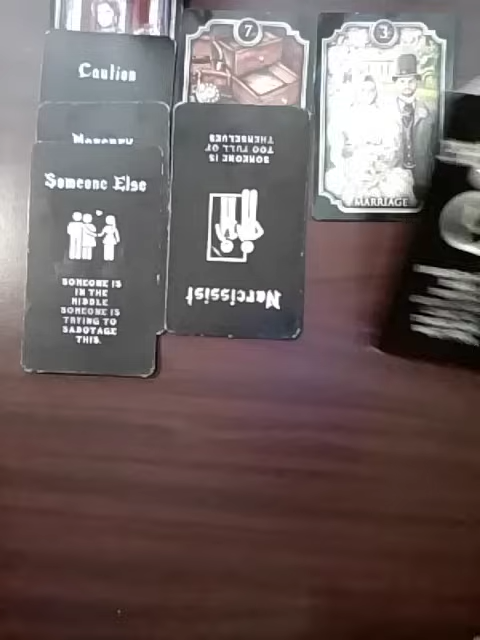 Caution
7
3
Someone Else
SOMEONE IS
IN THE
MIDDLE
SOMEONE IS
TRYING TO
SABOTAGE
THIS.
Narcissist
SOMEONE IS
TOO FULL OF
THEMSELVES
MARRIAGE